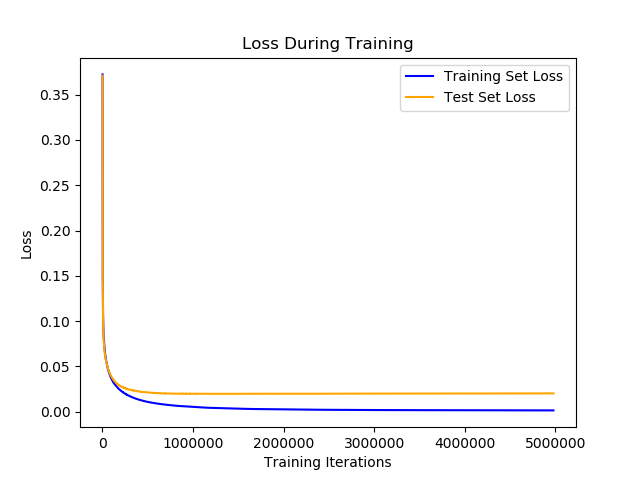 Loss During Training
Training Set Loss
Test Set Loss
Loss
0.35
0.30
0.25
0.20
0.15
0.10
0.05
0.00
0 1000000 2000000 3000000 4000000 5000000
Training Iterations